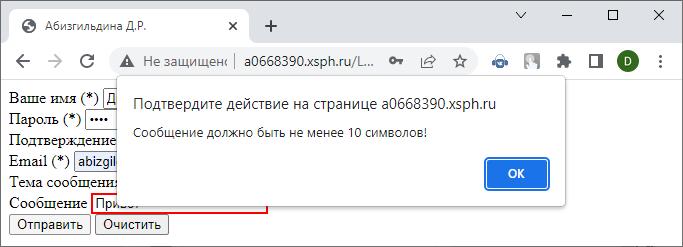 Абизгильдина Д.Р.
Не защищено a0668390.xsph.ru/L...
D
Ваше имя (*) Д
Подтвердите действие на странице a0668390.xsph.ru
Пароль (*) ••••
Сообщение должно быть не менее 10 символов!
Подтверждение
Email (*) abizgil
OK
Тема сообщения
Сообщение
Отправить Очистить